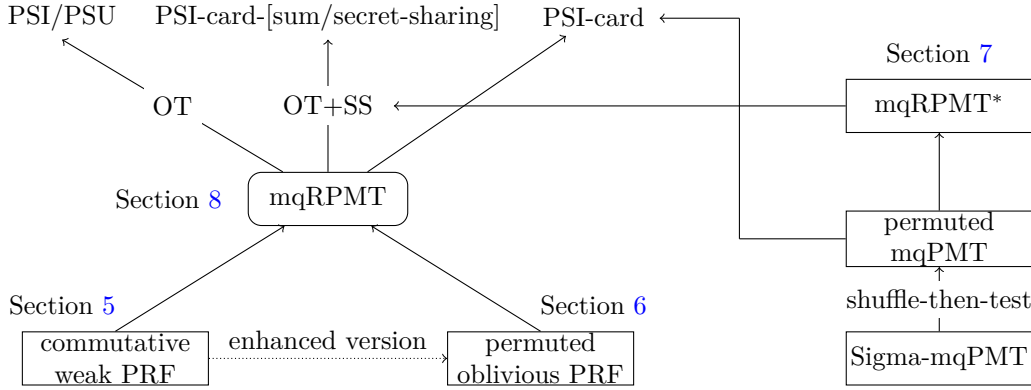 PSI/PSU PSI-card-[sum/secret-sharing] PSI-card
Section 7
OT OT+SS mqRPMT*
Section 8 mqRPMT
permuted
mqPMT
Section 5 Section 6 shuffle-then-test
commutative
weak PRF
enhanced version
permuted
oblivious PRF
Sigma-mqPMT